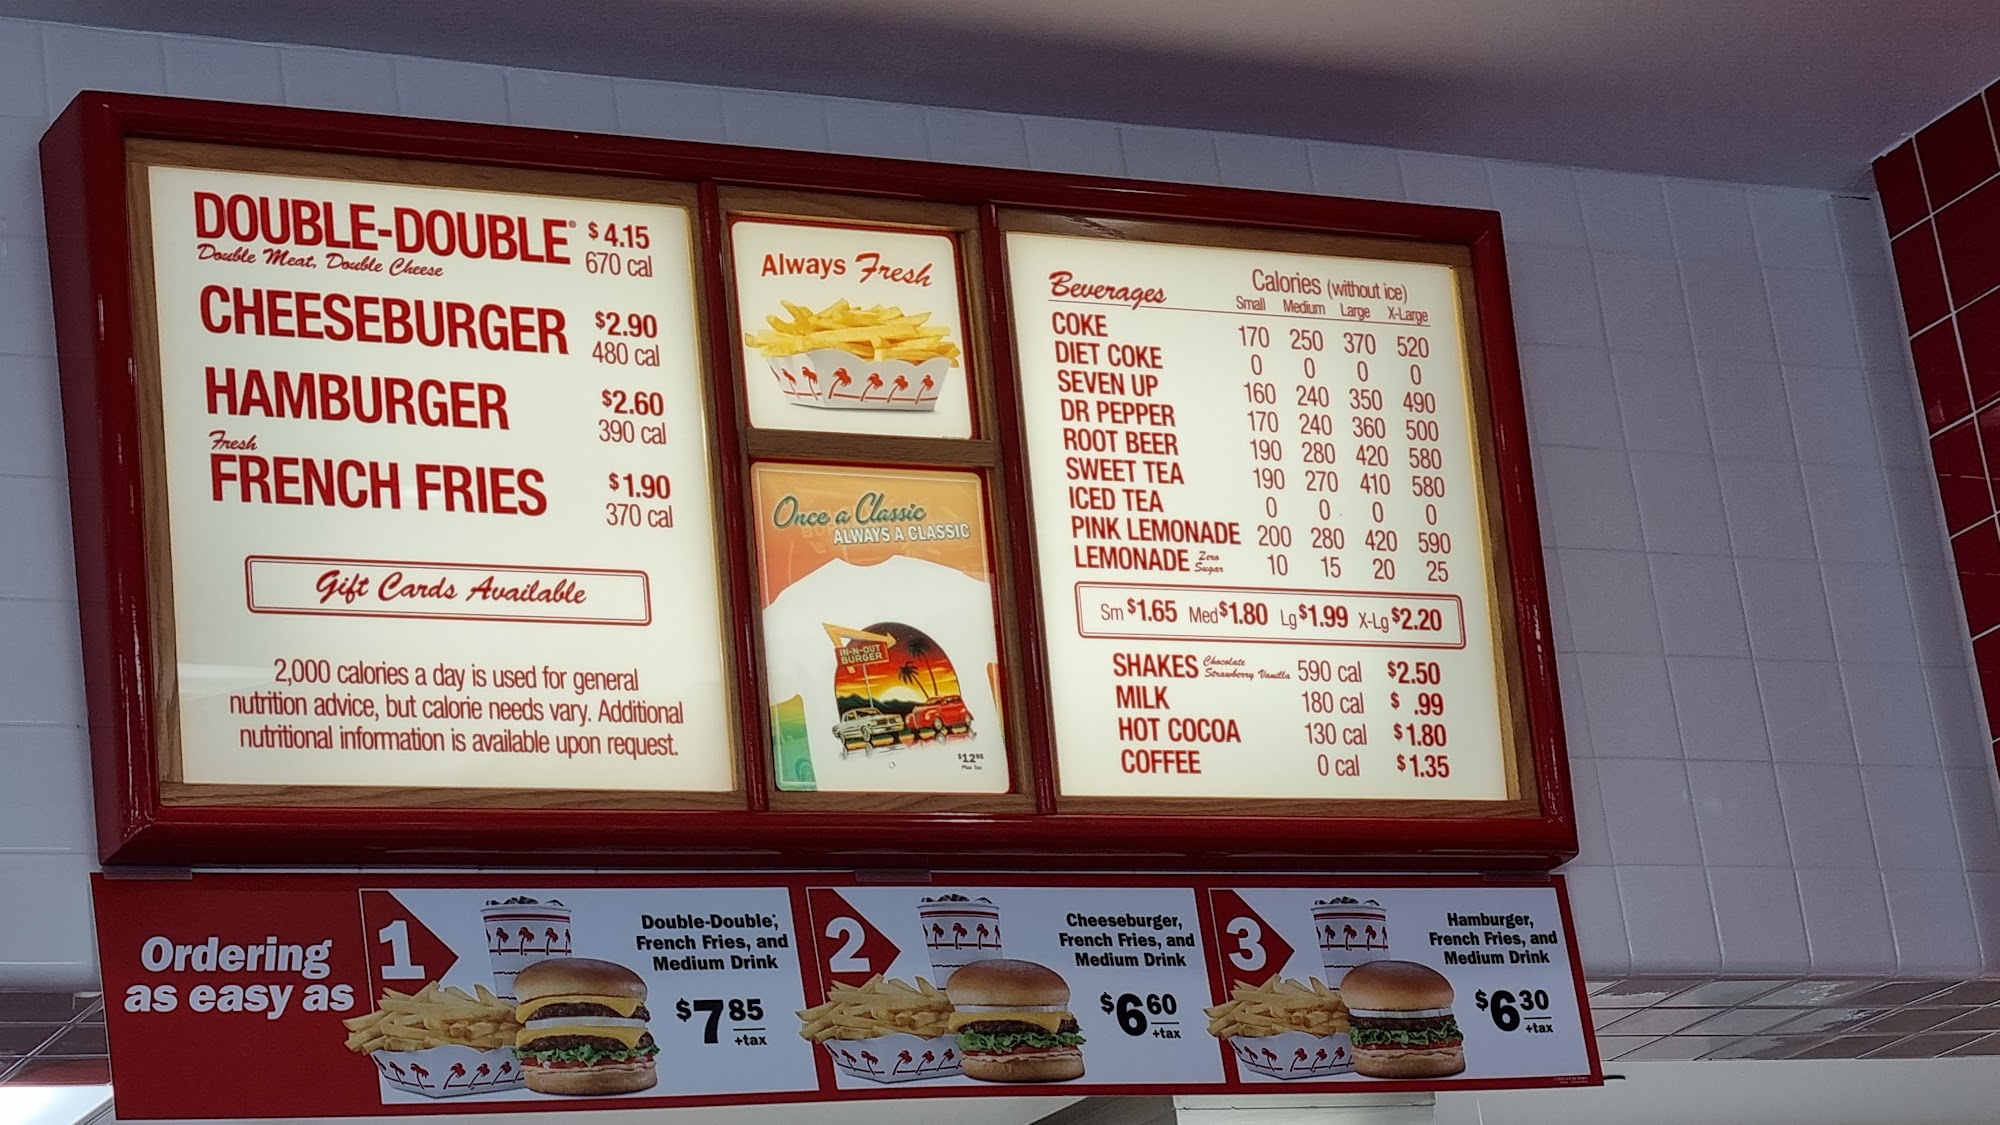 DOUBLE-DOUBLE® $4.15
Double Meat, Double Cheese 670 cal
CHEESEBURGER $2.90
480 cal
HAMBURGER $2.60
390 cal
Fresh
FRENCH FRIES $1.90
370 cal
Gift Cards Available
2,000 calories a day is used for general
nutrition advice, but calorie needs vary. Additional
nutritional information is available upon request.
Always Fresh
Once a Classic
ALWAYS A CLASSIC
IN-N-OUT
BURGER
$12.95
Plus Tax
Beverages Calories (without ice)
Small Medium Large X-Large
COKE 170 250 370 520
DIET COKE 0 0 0 0
SEVEN UP 160 240 350 490
DR PEPPER 170 240 360 500
ROOT BEER 190 280 420 580
SWEET TEA 190 270 410 580
ICED TEA 0 0 0 0
PINK LEMONADE 200 280 420 590
LEMONADE Zero Sugar 10 15 20 25
Sm $1.65 Med $1.80 Lg $1.99 X-Lg $2.20
SHAKES Chocolate Strawberry Vanilla 590 cal $2.50
MILK 180 cal $ .99
HOT COCOA 130 cal $1.80
COFFEE 0 cal $1.35
Ordering
as easy as
1
Double-Double®,
French Fries, and
Medium Drink
$7.85
+tax
2
Cheeseburger,
French Fries, and
Medium Drink
$6.60
+tax
3
Hamburger,
French Fries, and
Medium Drink
$6.30
+tax